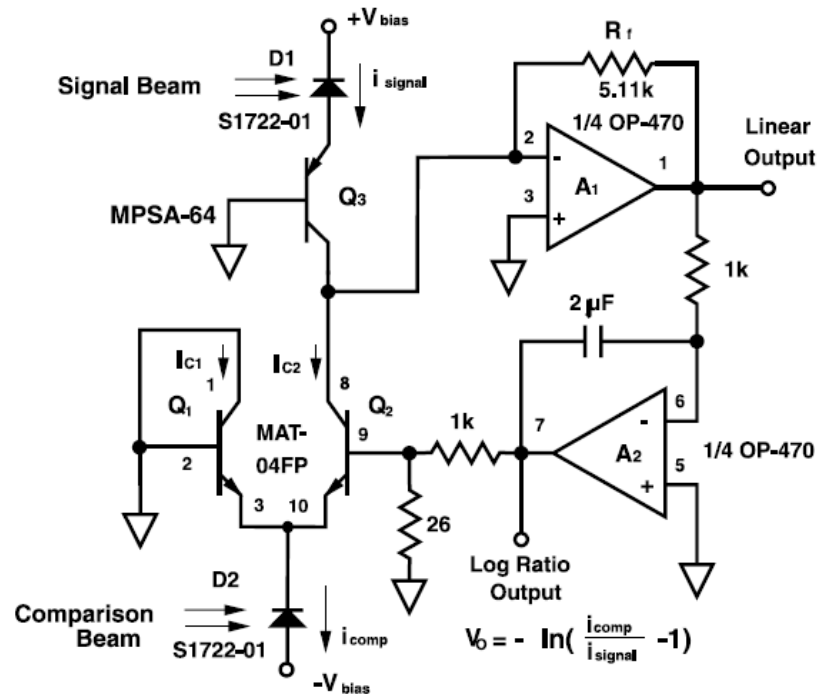 +V bias
D1
Signal Beam
i signal
S1722-01
R f
5.11k
1/4 OP-470
2
-
1
Linear
Output
A1
3
+
MPSA-64
Q3
1k
2 µF
IC1
IC2
1
8
6
-
Q1
Q2
1k
7
MAT-
04FP
9
A2
1/4 OP-470
2
5
+
3
10
26
Log Ratio
Output
D2
Comparison
Beam
i comp
S1722-01
Vo = - ln( i comp / i signal -1)
-V bias